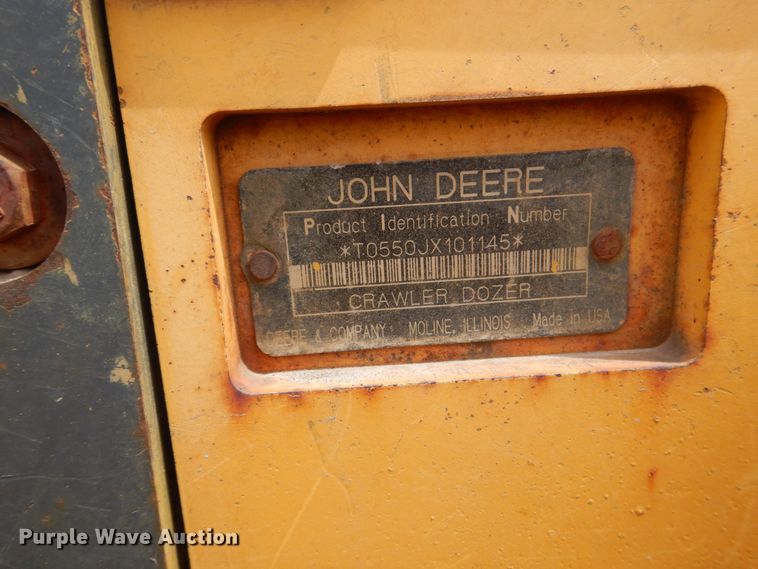 JOHN DEERE
Product Identification Number
*T0550JX101145*
CRAWLER DOZER
DEERE & COMPANY MOLINE, ILLINOIS Made in USA
Purple Wave Auction